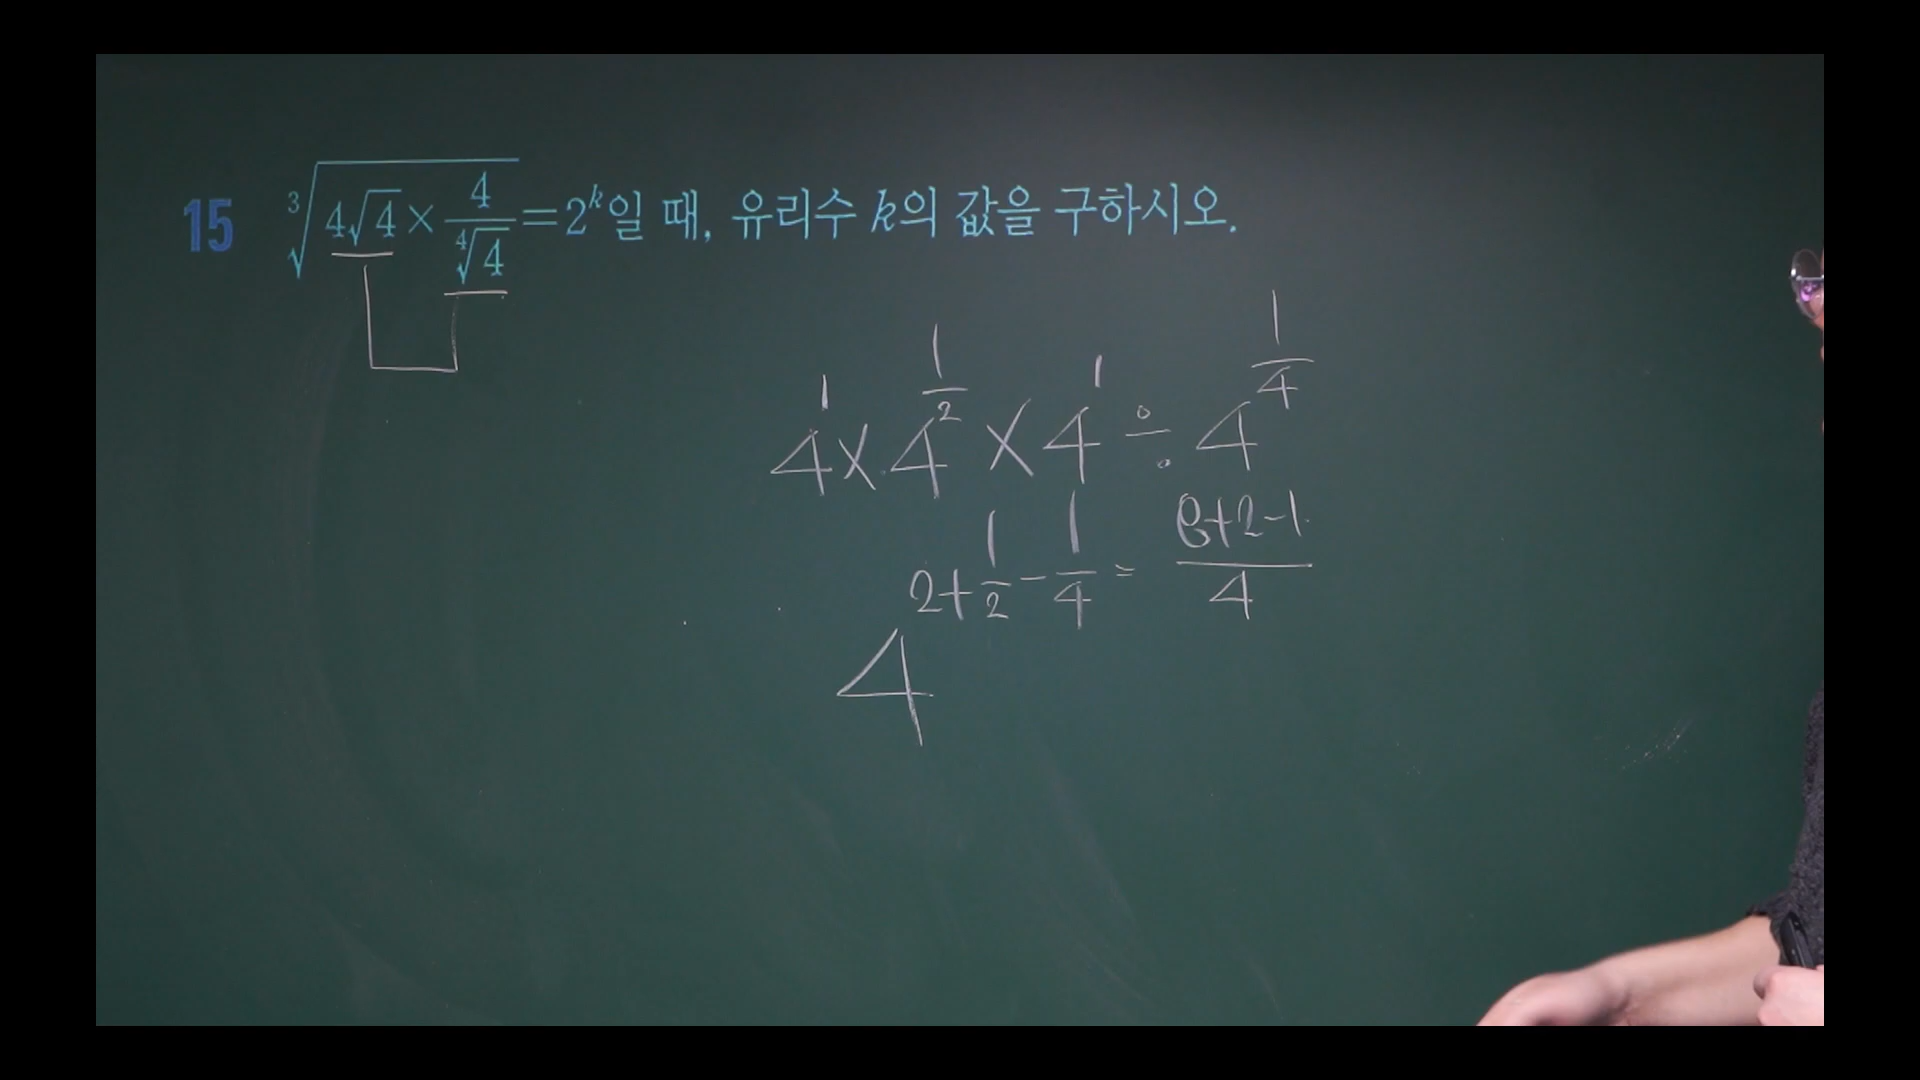 15 ∛(4√4 × 4/∜4) = 2^k일 때, 유리수 k의 값을 구하시오.
4^1 × 4^(1/2) × 4^1 ÷ 4^(1/4)
4^(2+1/2-1/4) = (8+2-1)/4